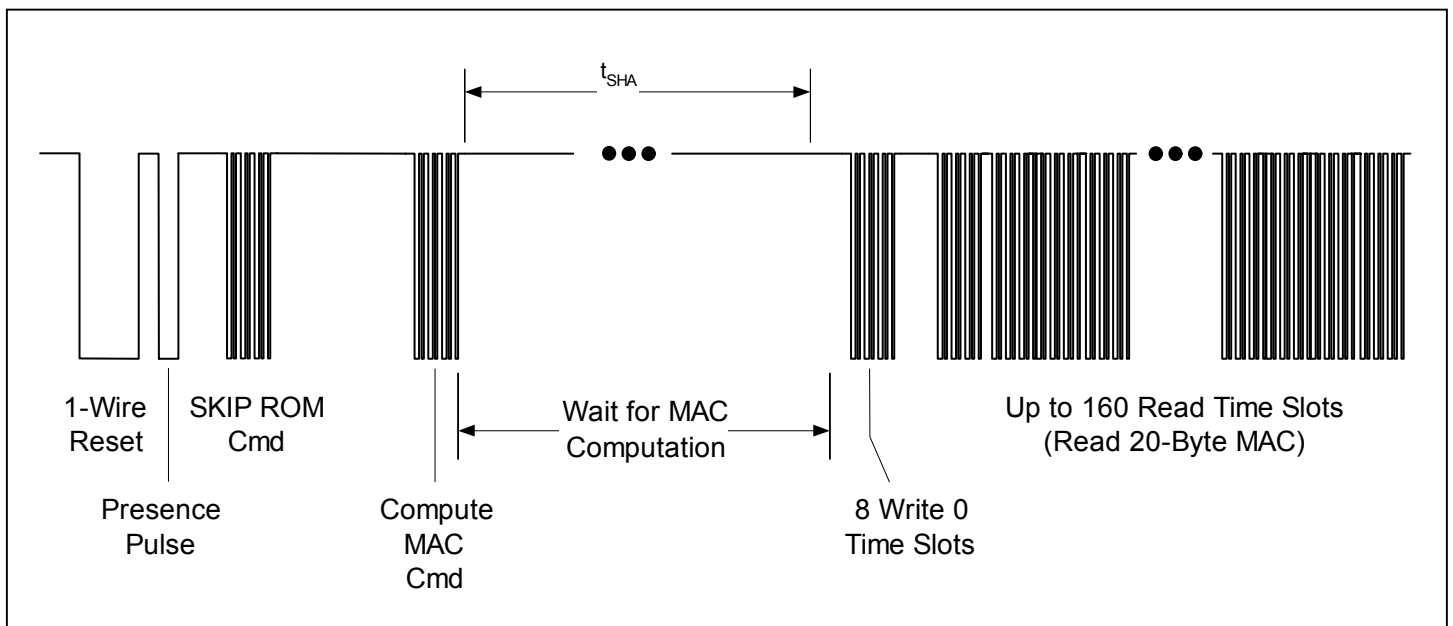 tSHA
1-Wire
Reset
SKIP ROM
Cmd
Wait for MAC
Computation
Up to 160 Read Time Slots
(Read 20-Byte MAC)
Presence
Pulse
Compute
MAC
Cmd
8 Write 0
Time Slots